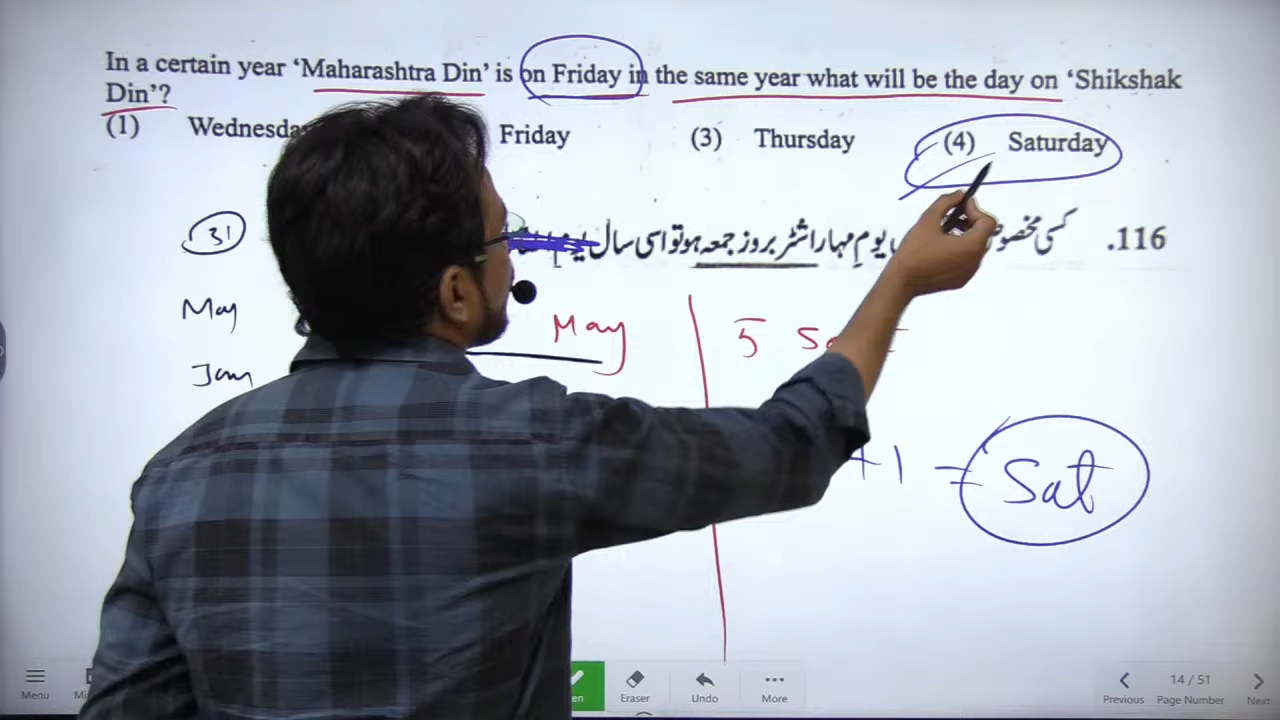 In a certain year ‘Maharashtra Din’ is on Friday in the same year what will be the day on ‘Shikshak
Din’?
(1) Friday (3) Thursday (4) Saturday
31
116. کسی یومِ مہاراشٹر بروز جمعہ ہو تو اسی سال
May May 5
+1 = Sat
Menu Eraser Undo More Previous 14 / 51 Page Number Next